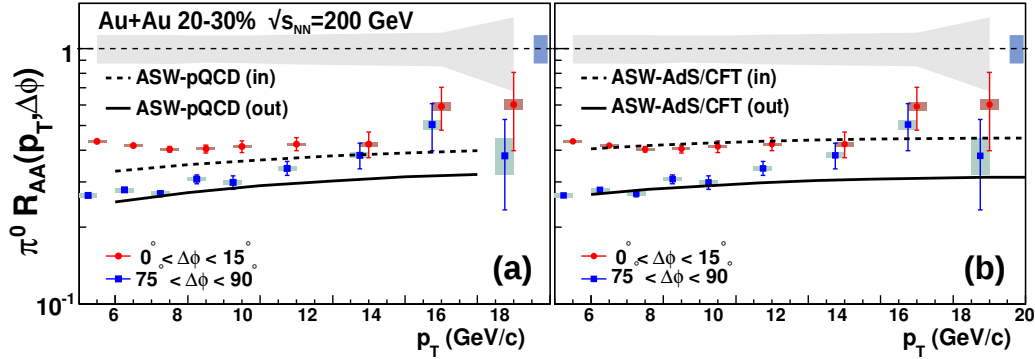 Au+Au 20-30% √sNN=200 GeV
1
ASW-pQCD (in)
ASW-pQCD (out)
ASW-AdS/CFT (in)
ASW-AdS/CFT (out)
π⁰ RAA(pT,Δφ)
0° < Δφ < 15°
75° < Δφ < 90°
(a)
0° < Δφ < 15°
75° < Δφ < 90°
(b)
10⁻¹
6 8 10 12 14 16 18
6 8 10 12 14 16 18 20
pT (GeV/c)
pT (GeV/c)